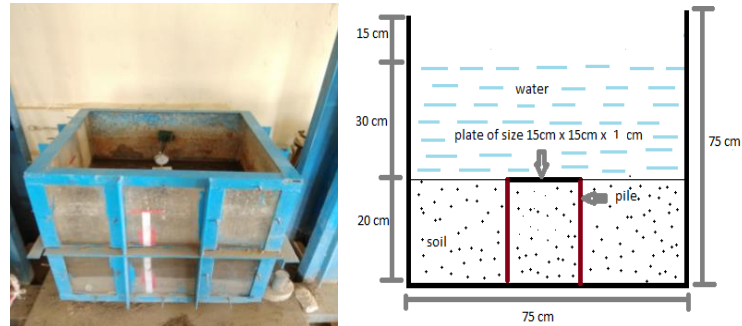 15 cm
water
30 cm
plate of size 15cm x 15cm x 1 cm
75 cm
pile
20 cm
soil
75 cm